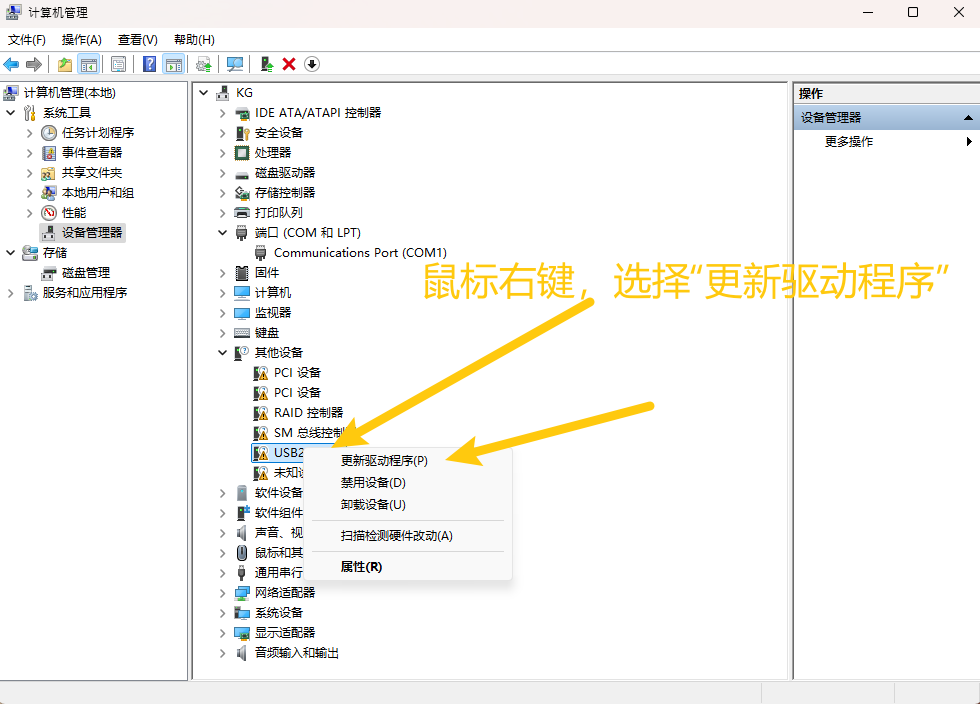 计算机管理
文件(F) 操作(A) 查看(V) 帮助(H)
计算机管理(本地)
系统工具
任务计划程序
事件查看器
共享文件夹
本地用户和组
性能
设备管理器
存储
磁盘管理
服务和应用程序
KG
IDE ATA/ATAPI 控制器
安全设备
处理器
磁盘驱动器
存储控制器
打印队列
端口 (COM 和 LPT)
Communications Port (COM1)
固件
计算机
监视器
键盘
其他设备
PCI 设备
PCI 设备
RAID 控制器
SM 总线控制
USB2
未知
软件设备
软件组件
声音、视
鼠标和其
通用串行
网络适配器
系统设备
显示适配器
音频输入和输出
鼠标右键，选择“更新驱动程序”
更新驱动程序(P)
禁用设备(D)
卸载设备(U)
扫描检测硬件改动(A)
属性(R)
操作
设备管理器
更多操作